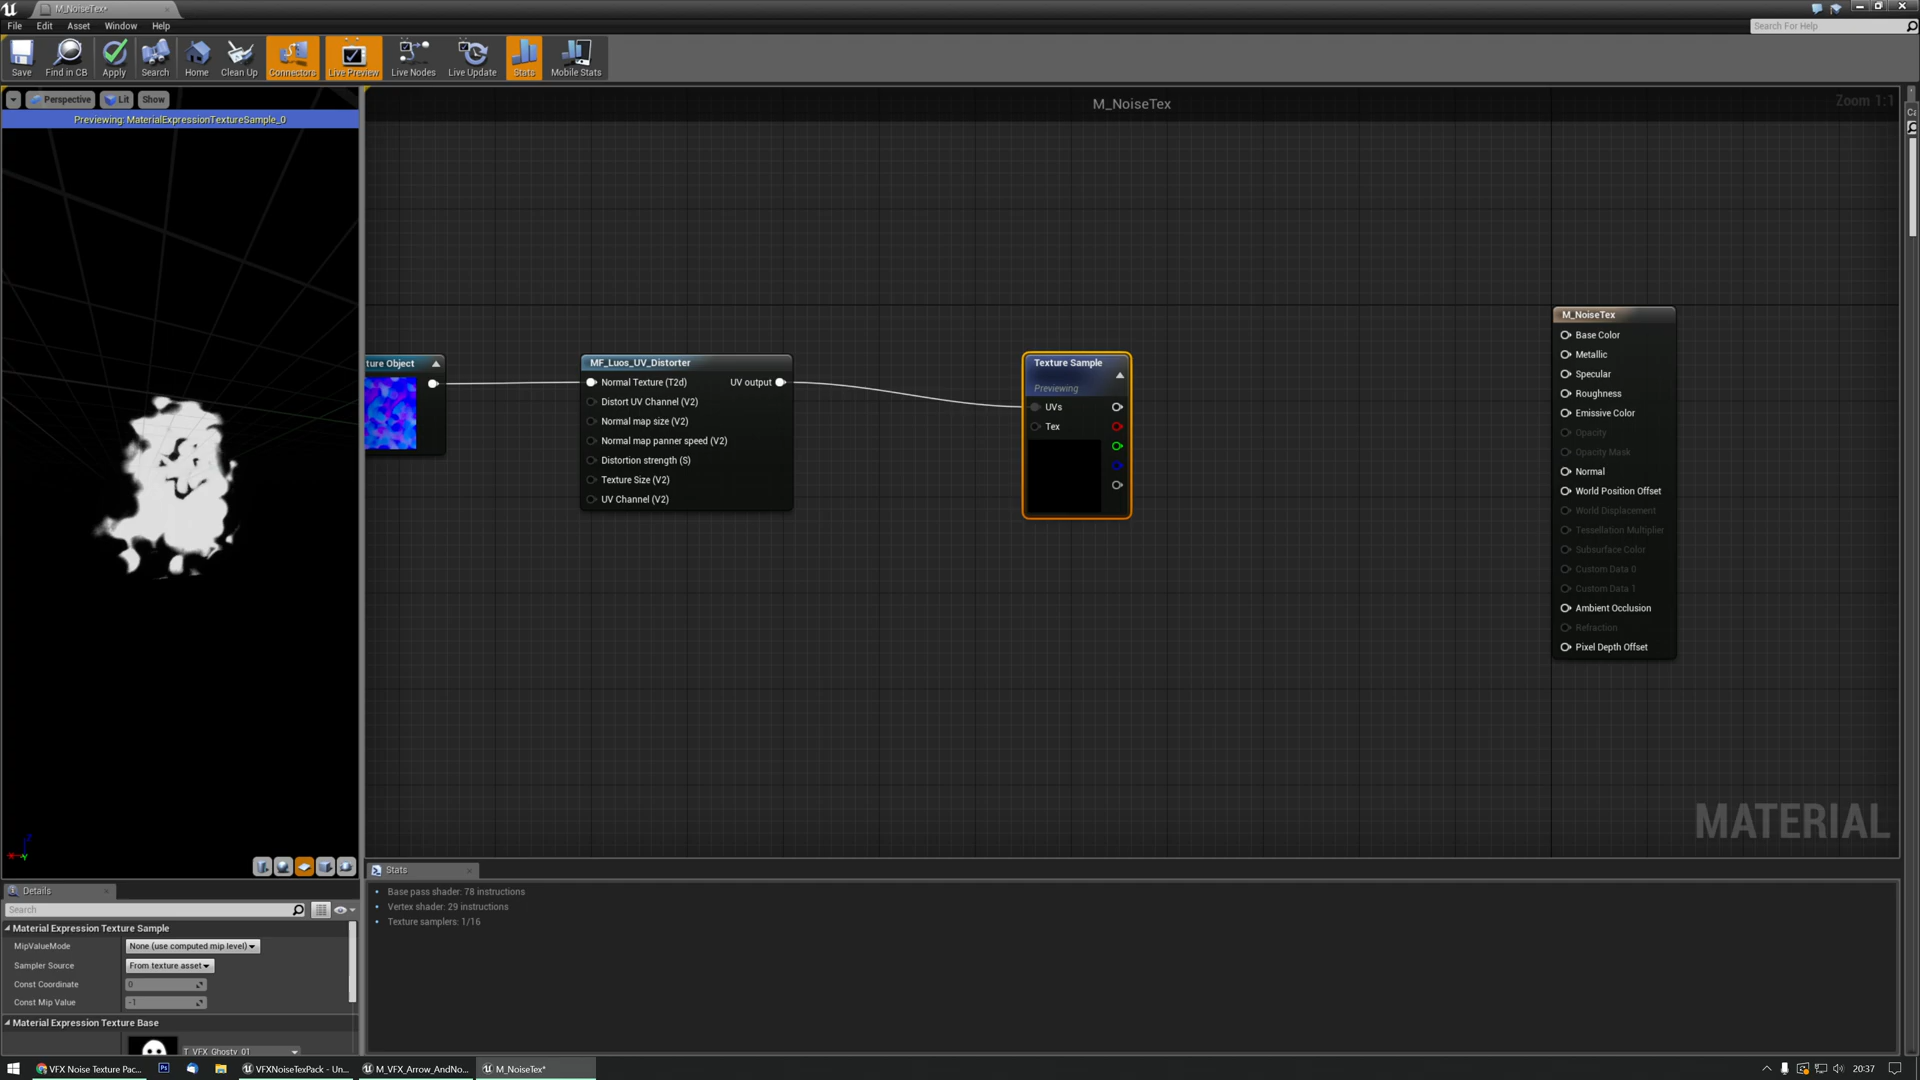 M_NoiseTex*
File Edit Asset Window Help
Search For Help
Save Find in CB Apply Search Home Clean Up Connectors Live Preview Live Nodes Live Update Stats Mobile Stats
Perspective Lit Show
Previewing: MaterialExpressionTextureSample_0
M_NoiseTex
Zoom 1:1
ture Object
MF_Luos_UV_Distorter
Normal Texture (T2d) UV output
Distort UV Channel (V2)
Normal map size (V2)
Normal map panner speed (V2)
Distortion strength (S)
Texture Size (V2)
UV Channel (V2)
Texture Sample
Previewing
UVs
Tex
M_NoiseTex
Base Color
Metallic
Specular
Roughness
Emissive Color
Opacity
Opacity Mask
Normal
World Position Offset
World Displacement
Tessellation Multiplier
Subsurface Color
Custom Data 0
Custom Data 1
Ambient Occlusion
Refraction
Pixel Depth Offset
MATERIAL
Stats
Base pass shader: 78 instructions
Vertex shader: 29 instructions
Texture samplers: 1/16
Details
Search
Material Expression Texture Sample
MipValueMode None (use computed mip level)
Sampler Source From texture asset
Const Coordinate 0
Const Mip Value -1
Material Expression Texture Base
T_VFX_Ghosty_01
VFX Noise Texture Pac... VFXNoiseTexPack - Un... M_VFX_Arrow_AndNo... M_NoiseTex*
20:37